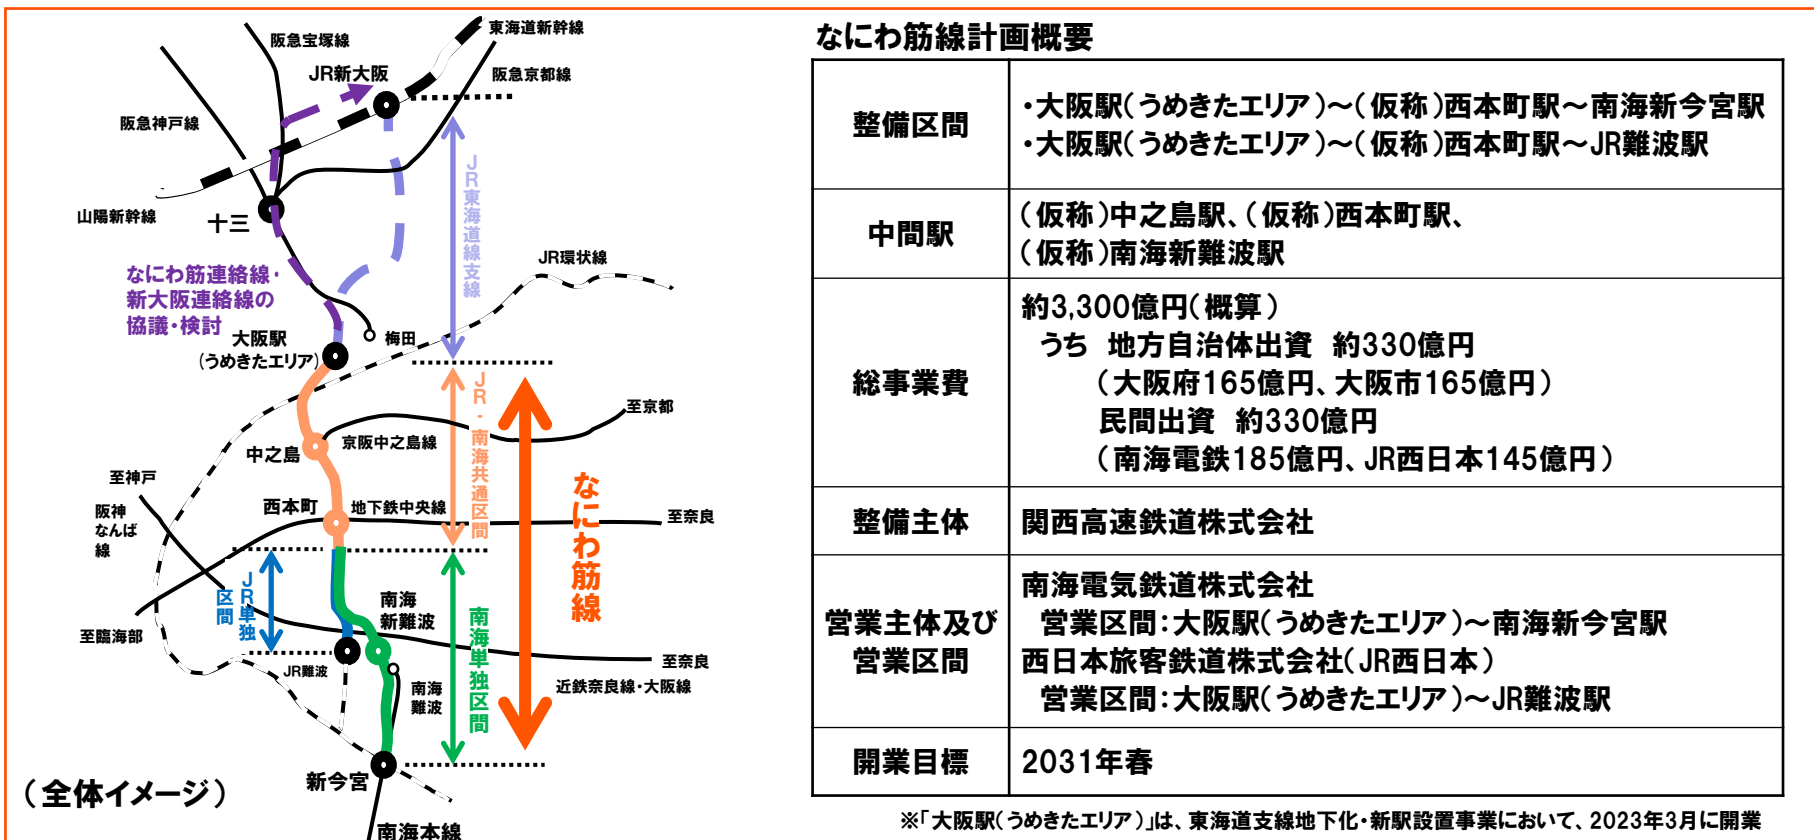 阪急宝塚線
東海道新幹線
JR新大阪
阪急京都線
阪急神戸線
山陽新幹線
十三
JR東海道線支線
JR環状線
なにわ筋連絡線・
新大阪連絡線の
協議・検討
大阪駅
(うめきたエリア)
梅田
至京都
京阪中之島線
中之島
JR・南海共通区間
至神戸
阪神
なんば
線
西本町
地下鉄中央線
至奈良
なにわ筋線
JR単独
区間
南海
新難波
南海単独区間
至臨海部
JR難波
至奈良
近鉄奈良線・大阪線
南海
難波
新今宮
(全体イメージ)
南海本線
なにわ筋線計画概要
整備区間
・大阪駅(うめきたエリア)～(仮称)西本町駅～南海新今宮駅
・大阪駅(うめきたエリア)～(仮称)西本町駅～JR難波駅
中間駅
(仮称)中之島駅、(仮称)西本町駅、
(仮称)南海新難波駅
総事業費
約3,300億円(概算)
うち 地方自治体出資 約330億円
(大阪府165億円、大阪市165億円)
民間出資 約330億円
(南海電鉄185億円、JR西日本145億円)
整備主体
関西高速鉄道株式会社
営業主体及び
営業区間
南海電気鉄道株式会社
営業区間:大阪駅(うめきたエリア)～南海新今宮駅
西日本旅客鉄道株式会社(JR西日本)
営業区間:大阪駅(うめきたエリア)～JR難波駅
開業目標
2031年春
※「大阪駅(うめきたエリア)」は、東海道支線地下化・新駅設置事業において、2023年3月に開業